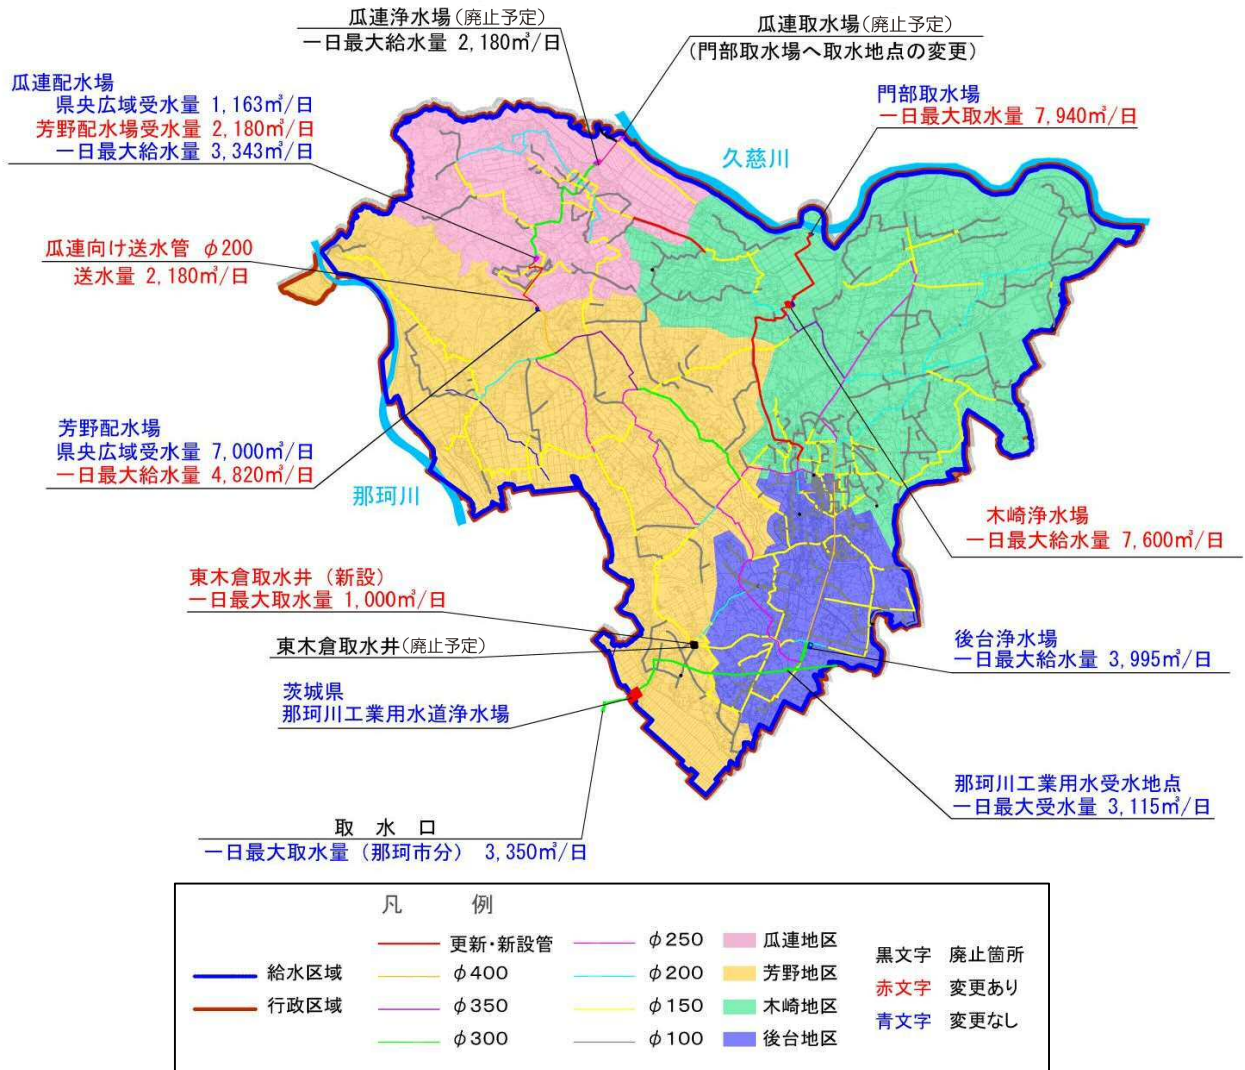 瓜連浄水場(廃止予定)
一日最大給水量 2,180㎥/日
瓜連取水場(廃止予定)
(門部取水場へ取水地点の変更)
瓜連配水場
県央広域受水量 1,163㎥/日
芳野配水場受水量 2,180㎥/日
一日最大給水量 3,343㎥/日
門部取水場
一日最大取水量 7,940㎥/日
久慈川
瓜連向け送水管 φ200
送水量 2,180㎥/日
芳野配水場
県央広域受水量 7,000㎥/日
一日最大給水量 4,820㎥/日
那珂川
木崎浄水場
一日最大給水量 7,600㎥/日
東木倉取水井 (新設)
一日最大取水量 1,000㎥/日
東木倉取水井(廃止予定)
後台浄水場
一日最大給水量 3,995㎥/日
茨城県
那珂川工業用水道浄水場
那珂川工業用水受水地点
一日最大受水量 3,115㎥/日
取 水 口
一日最大取水量 (那珂市分) 3,350㎥/日
凡 例
給水区域
行政区域
更新・新設管
φ400
φ350
φ300
φ250
φ200
φ150
φ100
瓜連地区
芳野地区
木崎地区
後台地区
黒文字 廃止箇所
赤文字 変更あり
青文字 変更なし